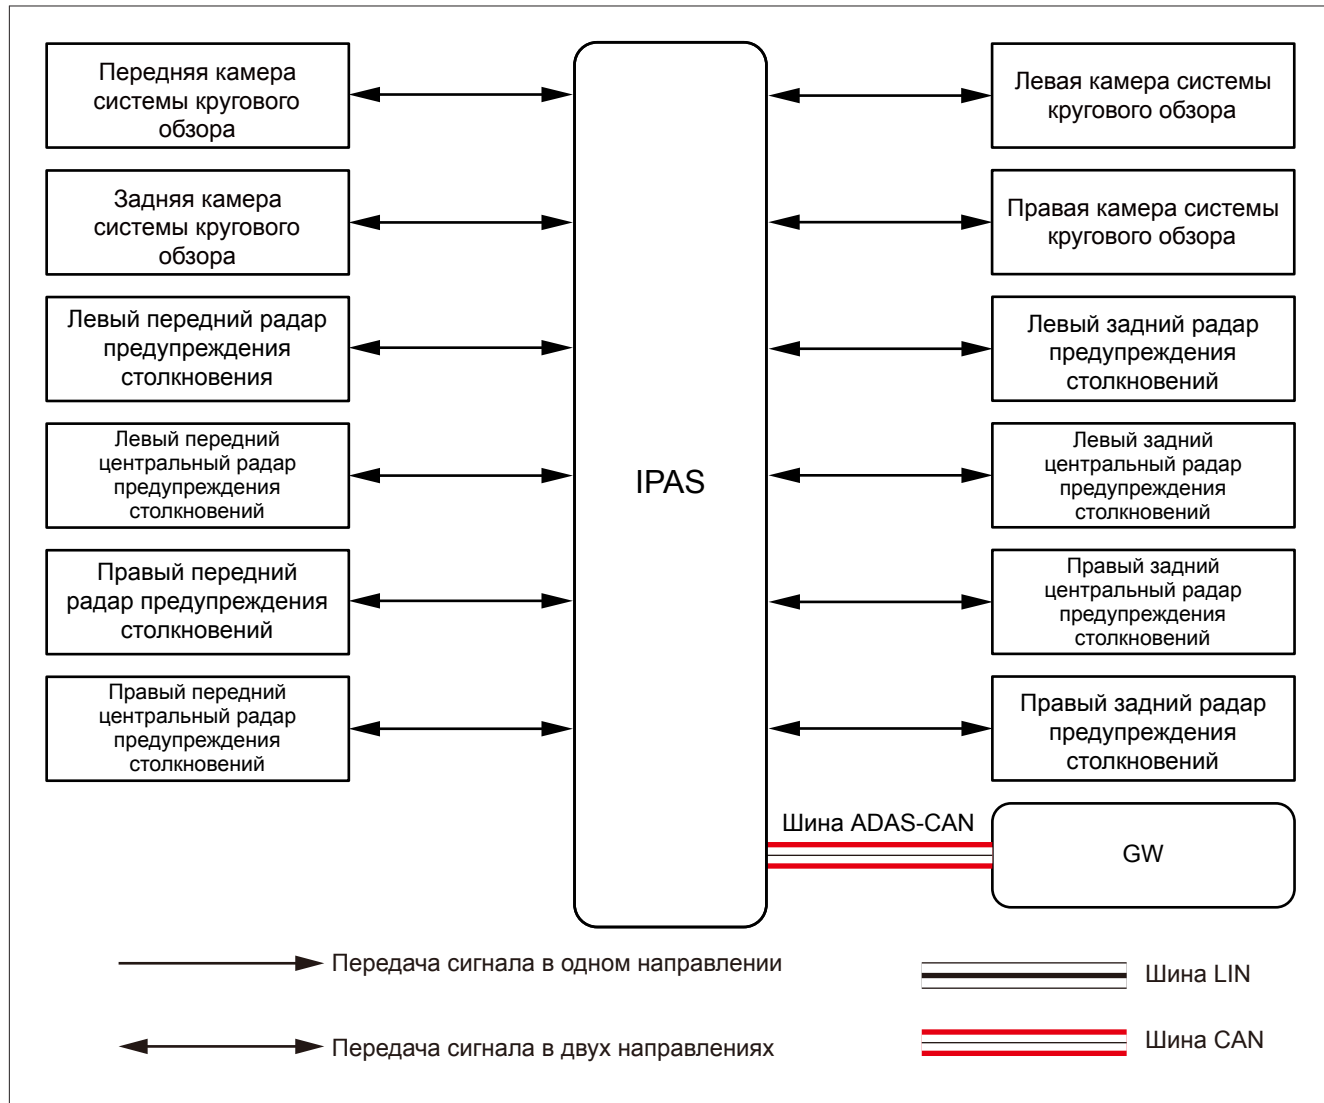 Передняя камера
системы кругового
обзора
Задняя камера
системы кругового
обзора
Левый передний радар
предупреждения
столкновения
Левый передний
центральный радар
предупреждения
столкновений
Правый передний
радар предупреждения
столкновений
Правый передний
центральный радар
предупреждения
столкновений
IPAS
Левая камера системы
кругового обзора
Правая камера системы
кругового обзора
Левый задний радар
предупреждения
столкновений
Левый задний
центральный радар
предупреждения
столкновений
Правый задний
центральный радар
предупреждения
столкновений
Правый задний радар
предупреждения
столкновений
Шина ADAS-CAN
GW
Передача сигнала в одном направлении
Передача сигнала в двух направлениях
Шина LIN
Шина CAN